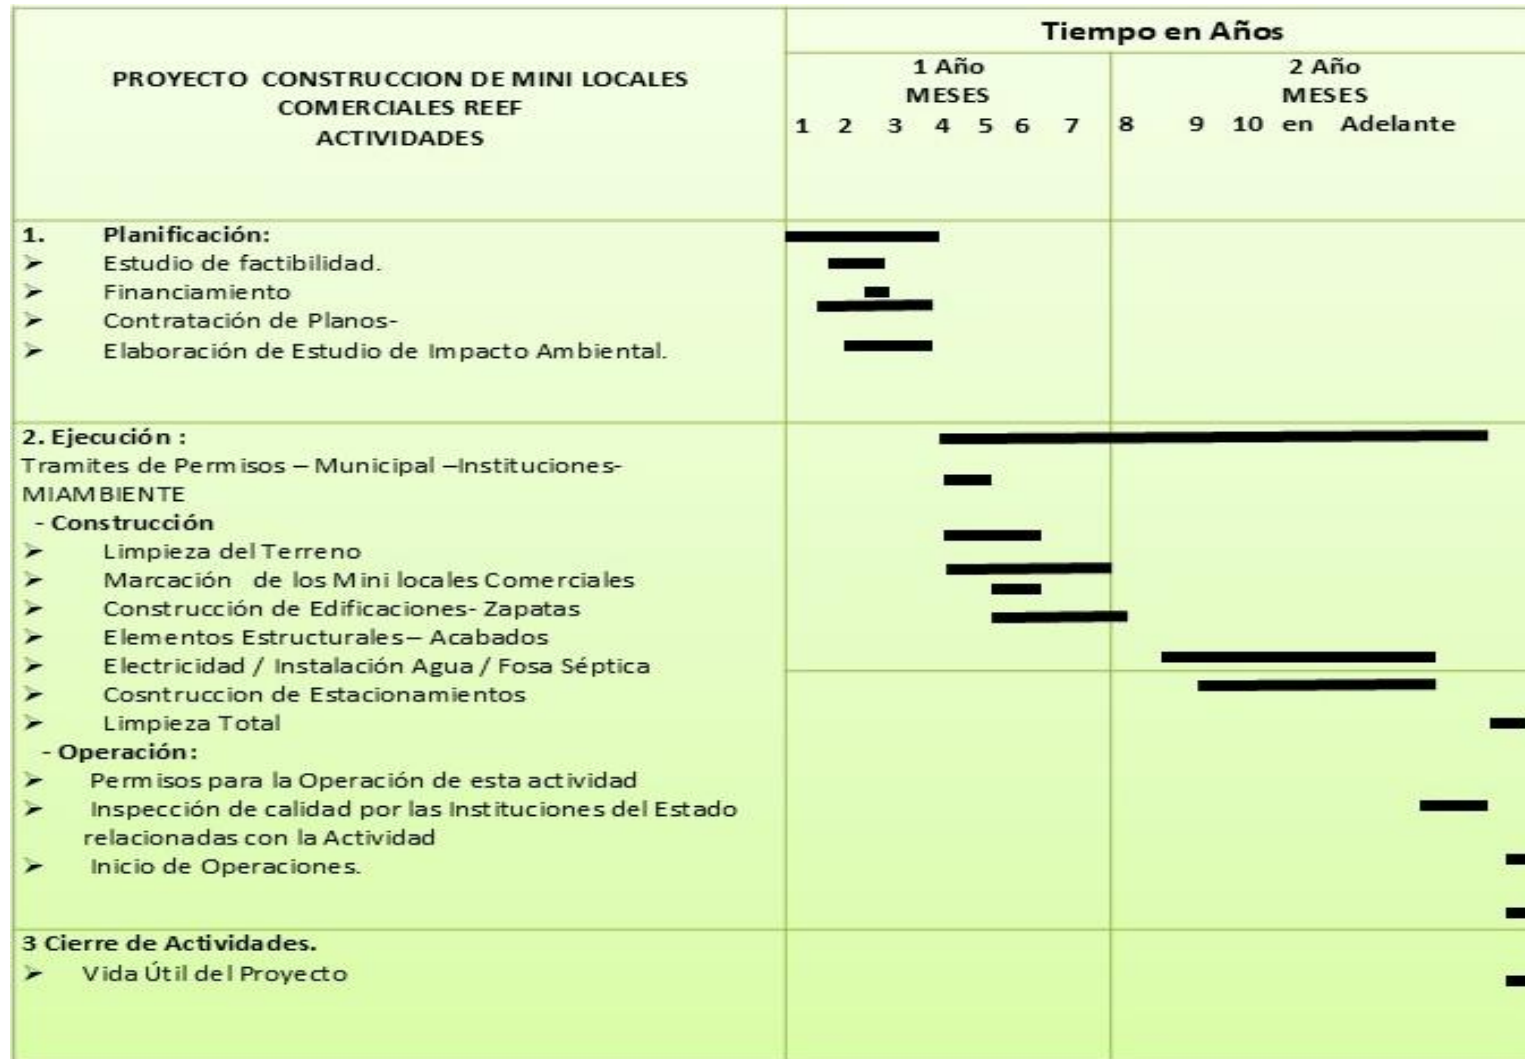 Tiempo en Años
PROYECTO CONSTRUCCION DE MINI LOCALES
COMERCIALES REEF
ACTIVIDADES
1 Año
MESES
1 2 3 4 5 6 7
2 Año
MESES
8 9 10 en Adelante
1. Planificación:
➢ Estudio de factibilidad.
➢ Financiamiento
➢ Contratación de Planos-
➢ Elaboración de Estudio de Impacto Ambiental.
2. Ejecución :
Tramites de Permisos – Municipal –Instituciones-
MIAMBIENTE
- Construcción
➢ Limpieza del Terreno
➢ Marcación de los Mini locales Comerciales
➢ Construcción de Edificaciones- Zapatas
➢ Elementos Estructurales– Acabados
➢ Electricidad / Instalación Agua / Fosa Séptica
➢ Cosntruccion de Estacionamientos
➢ Limpieza Total
- Operación:
➢ Permisos para la Operación de esta actividad
➢ Inspección de calidad por las Instituciones del Estado
relacionadas con la Actividad
➢ Inicio de Operaciones.
3 Cierre de Actividades.
➢ Vida Útil del Proyecto